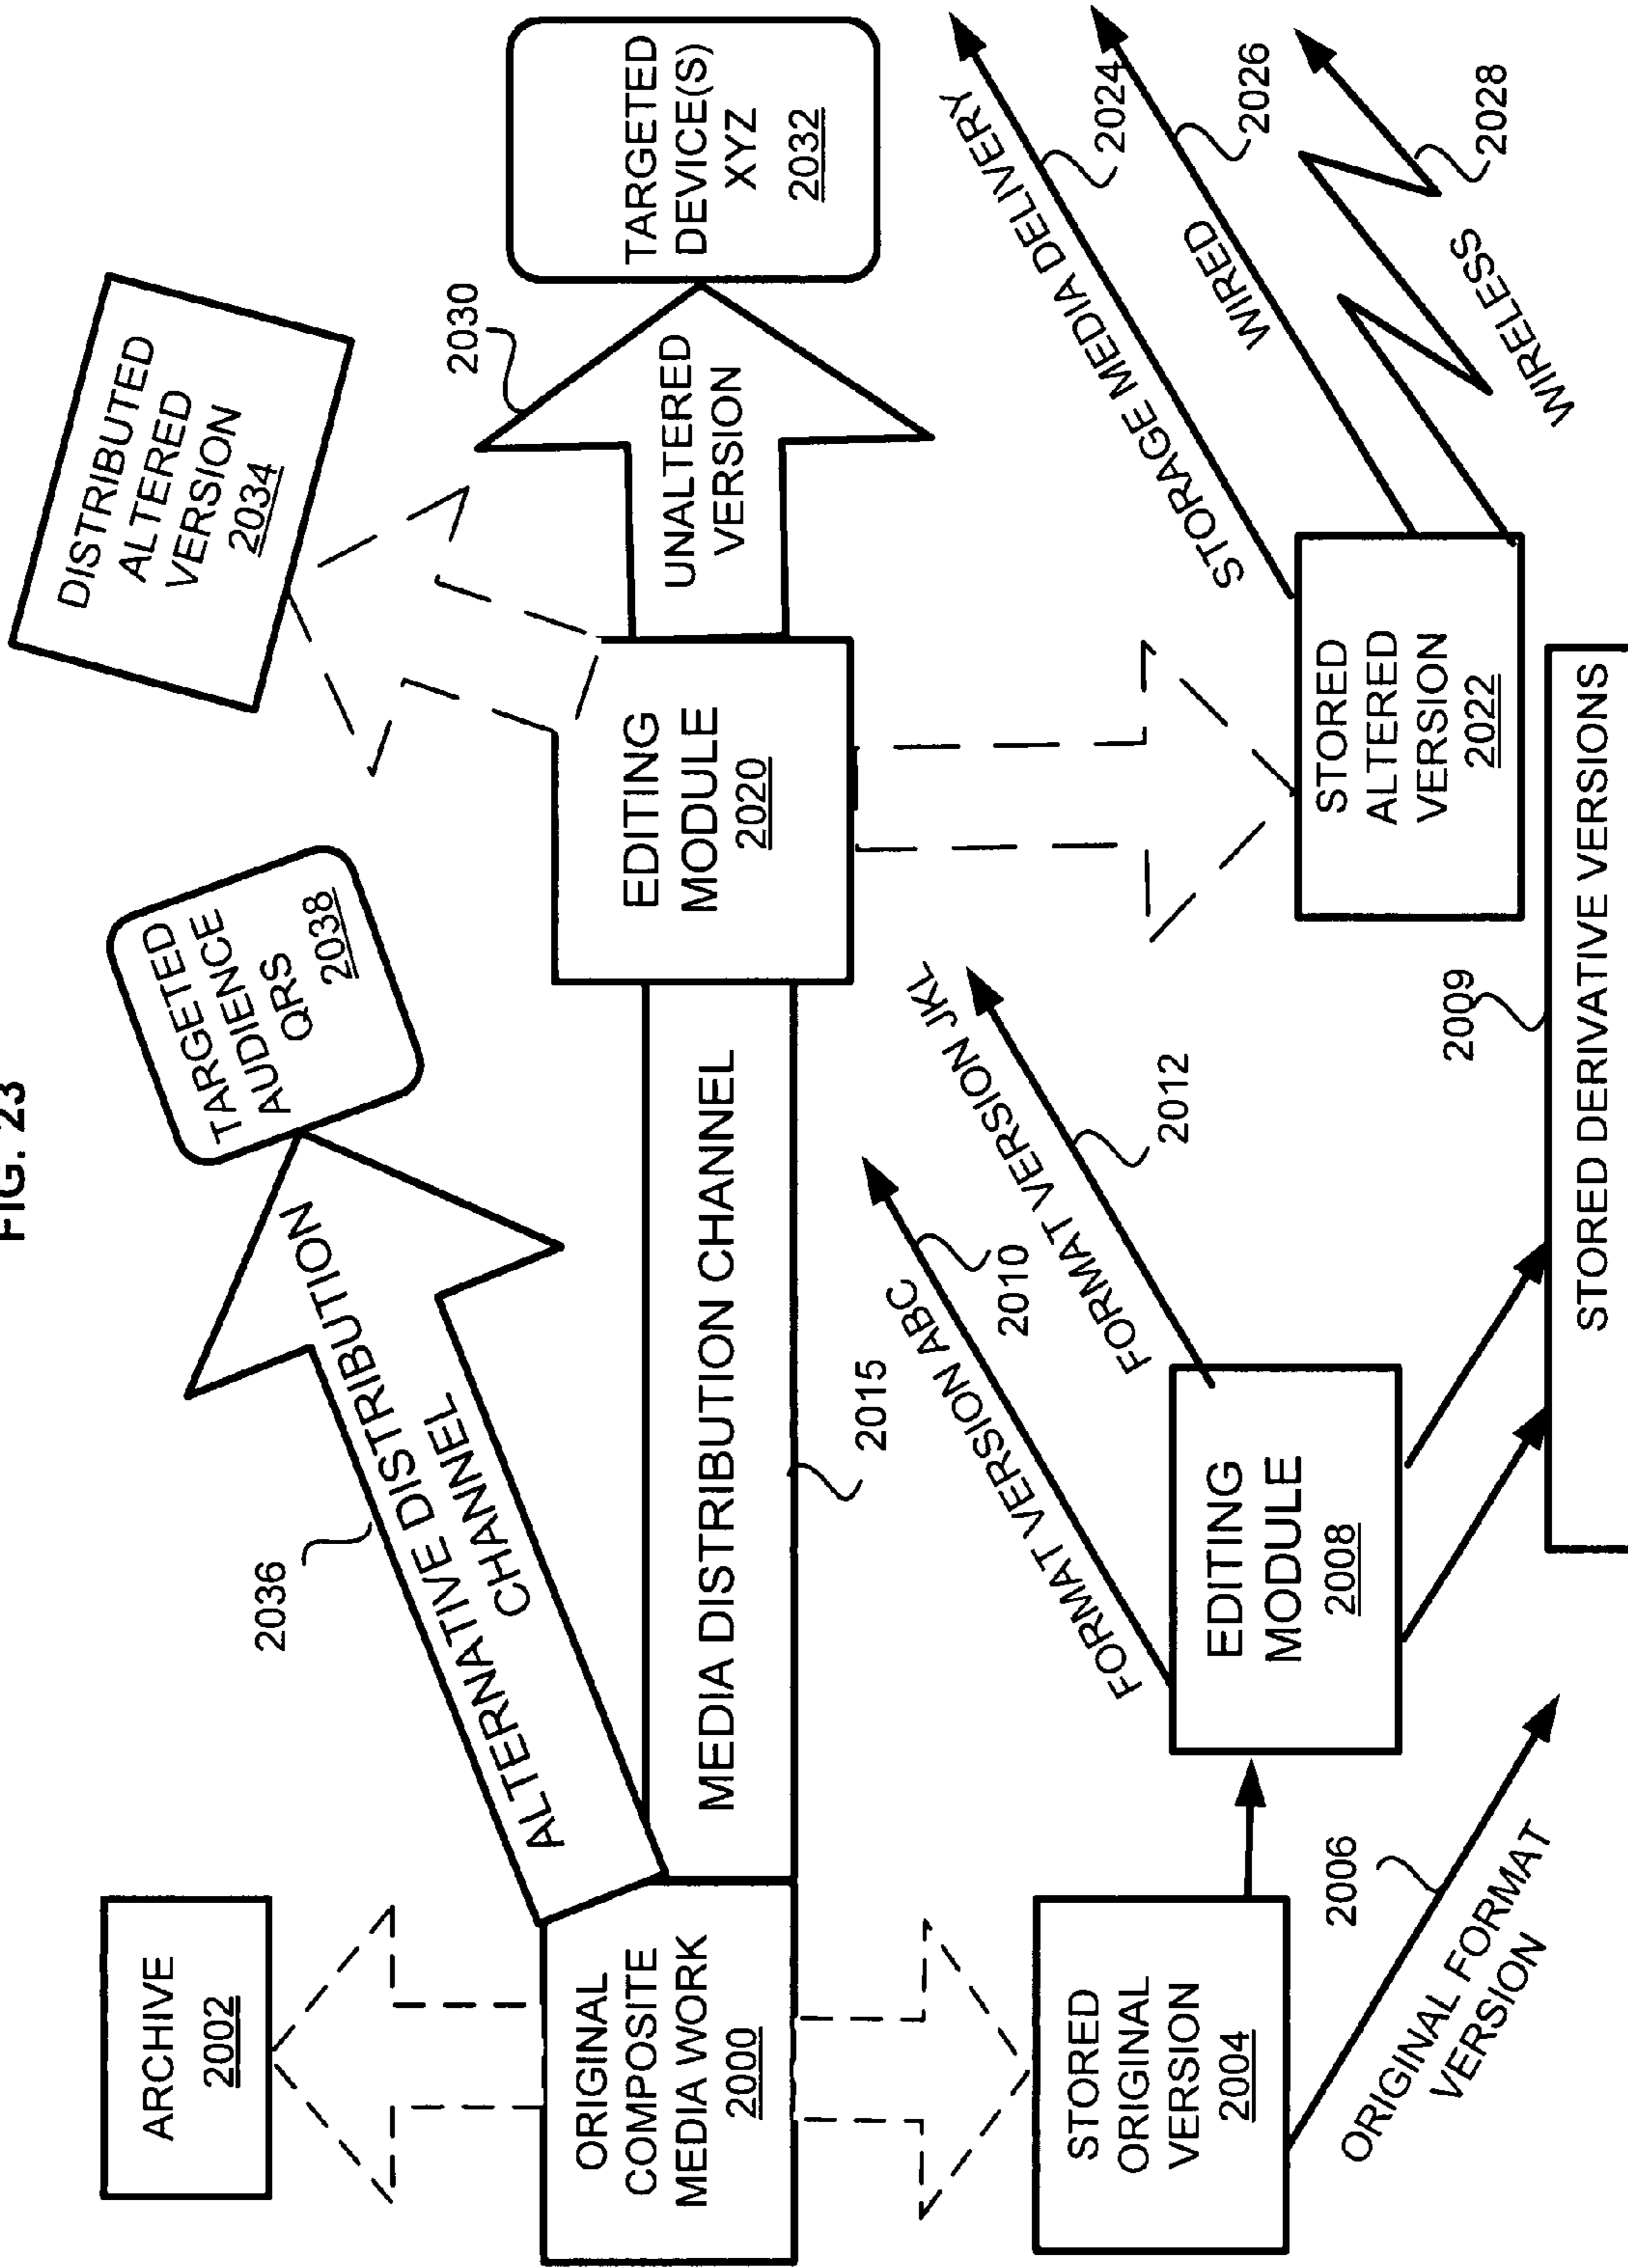 FIG. 23
ARCHIVE
2002
ORIGINAL
COMPOSITE
MEDIA WORK
2000
STORED
ORIGINAL
VERSION
2004
2006
ORIGINAL FORMAT
VERSION
2036
ALTERNATIVE DISTRIBUTION
CHANNEL
TARGETED
AUDIENCE
QRS
2038
MEDIA DISTRIBUTION CHANNEL
2015
EDITING
MODULE
2008
FORMAT VERSION ABC
2010
FORMAT VERSION JKL
2012
2009
STORED DERIVATIVE VERSIONS
EDITING
MODULE
2020
DISTRIBUTED
ALTERED
VERSION
2034
2030
UNALTERED
VERSION
TARGETED
DEVICE(S)
XYZ
2032
STORED
ALTERED
VERSION
2022
STORAGE MEDIA DELIVERY
2024
WIRED
2026
WIRELESS
2028